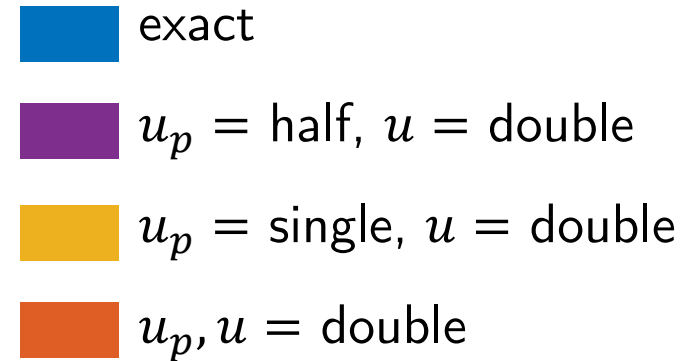 exact
u_p = half, u = double
u_p = single, u = double
u_p, u = double